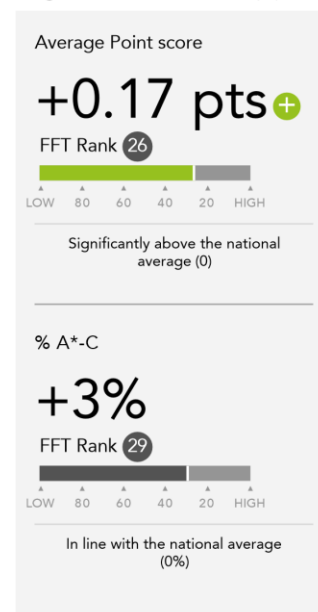 Average Point score
+0.17 pts +
FFT Rank 26
LOW 80 60 40 20 HIGH
Significantly above the national
average (0)
% A*-C
+3%
FFT Rank 29
LOW 80 60 40 20 HIGH
In line with the national average
(0%)